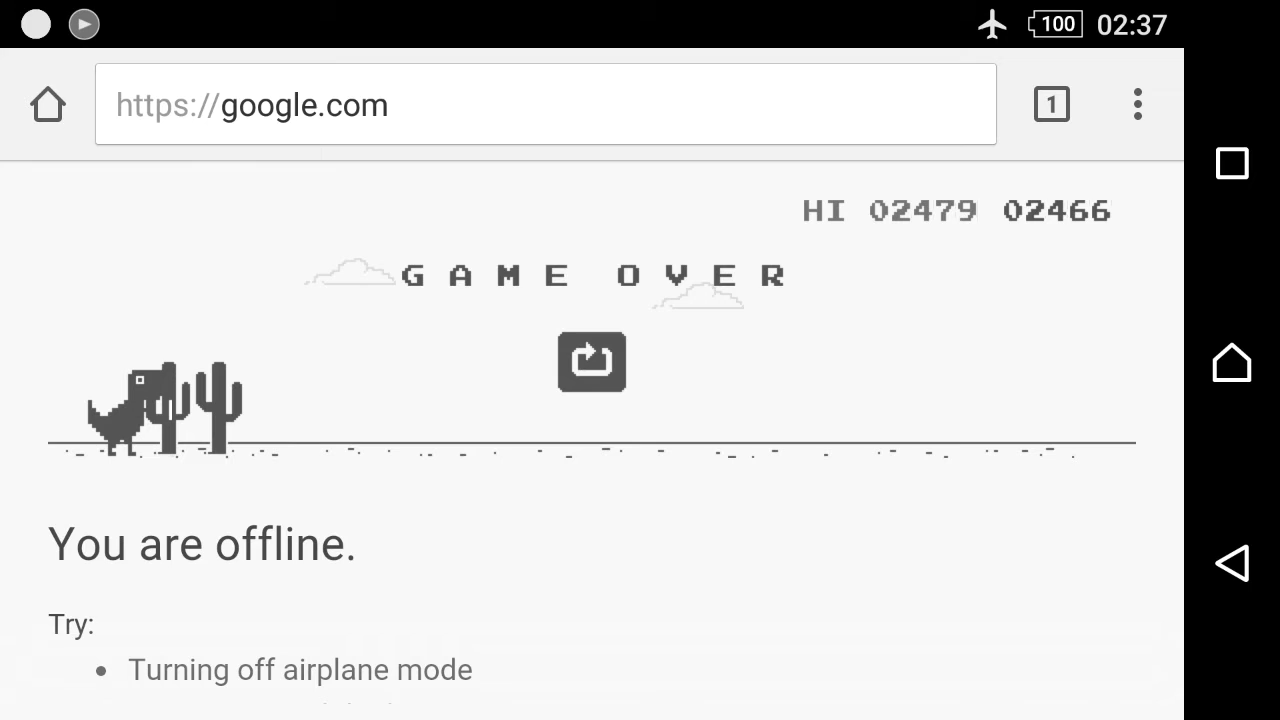 100 02:37
https://google.com 1
HI 02479 02466
GAME OVER
You are offline.
Try:
• Turning off airplane mode